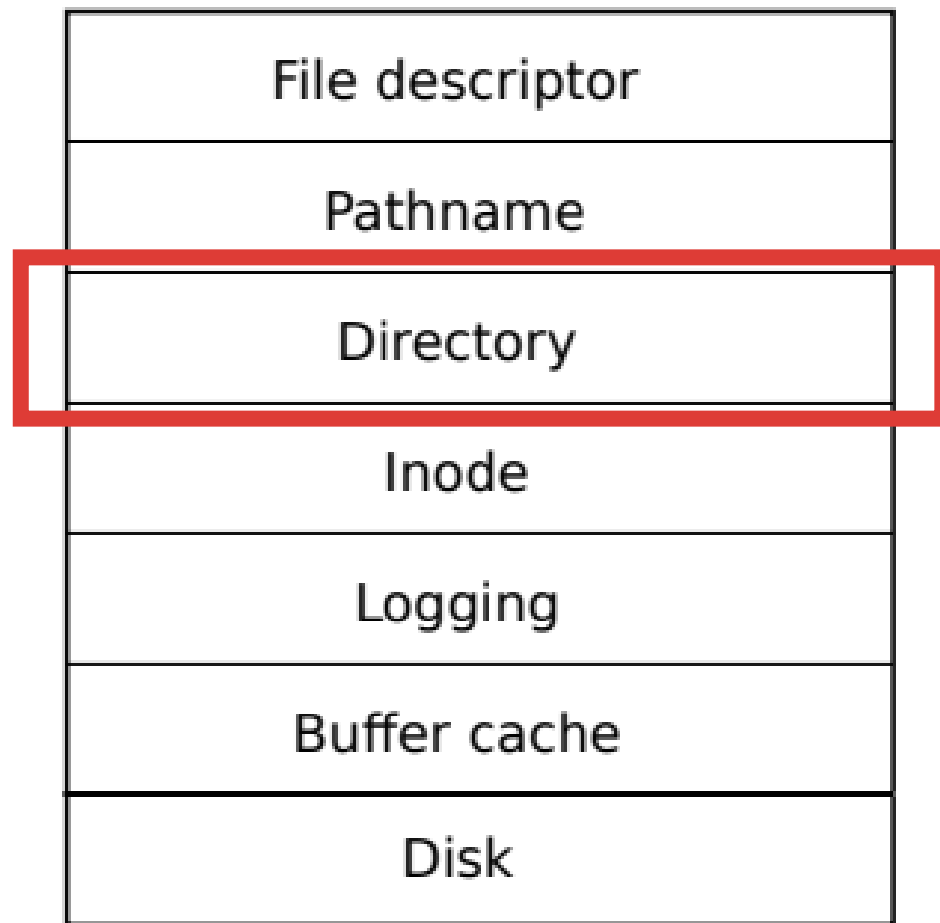 File descriptor
Pathname
Directory
Inode
Logging
Buffer cache
Disk